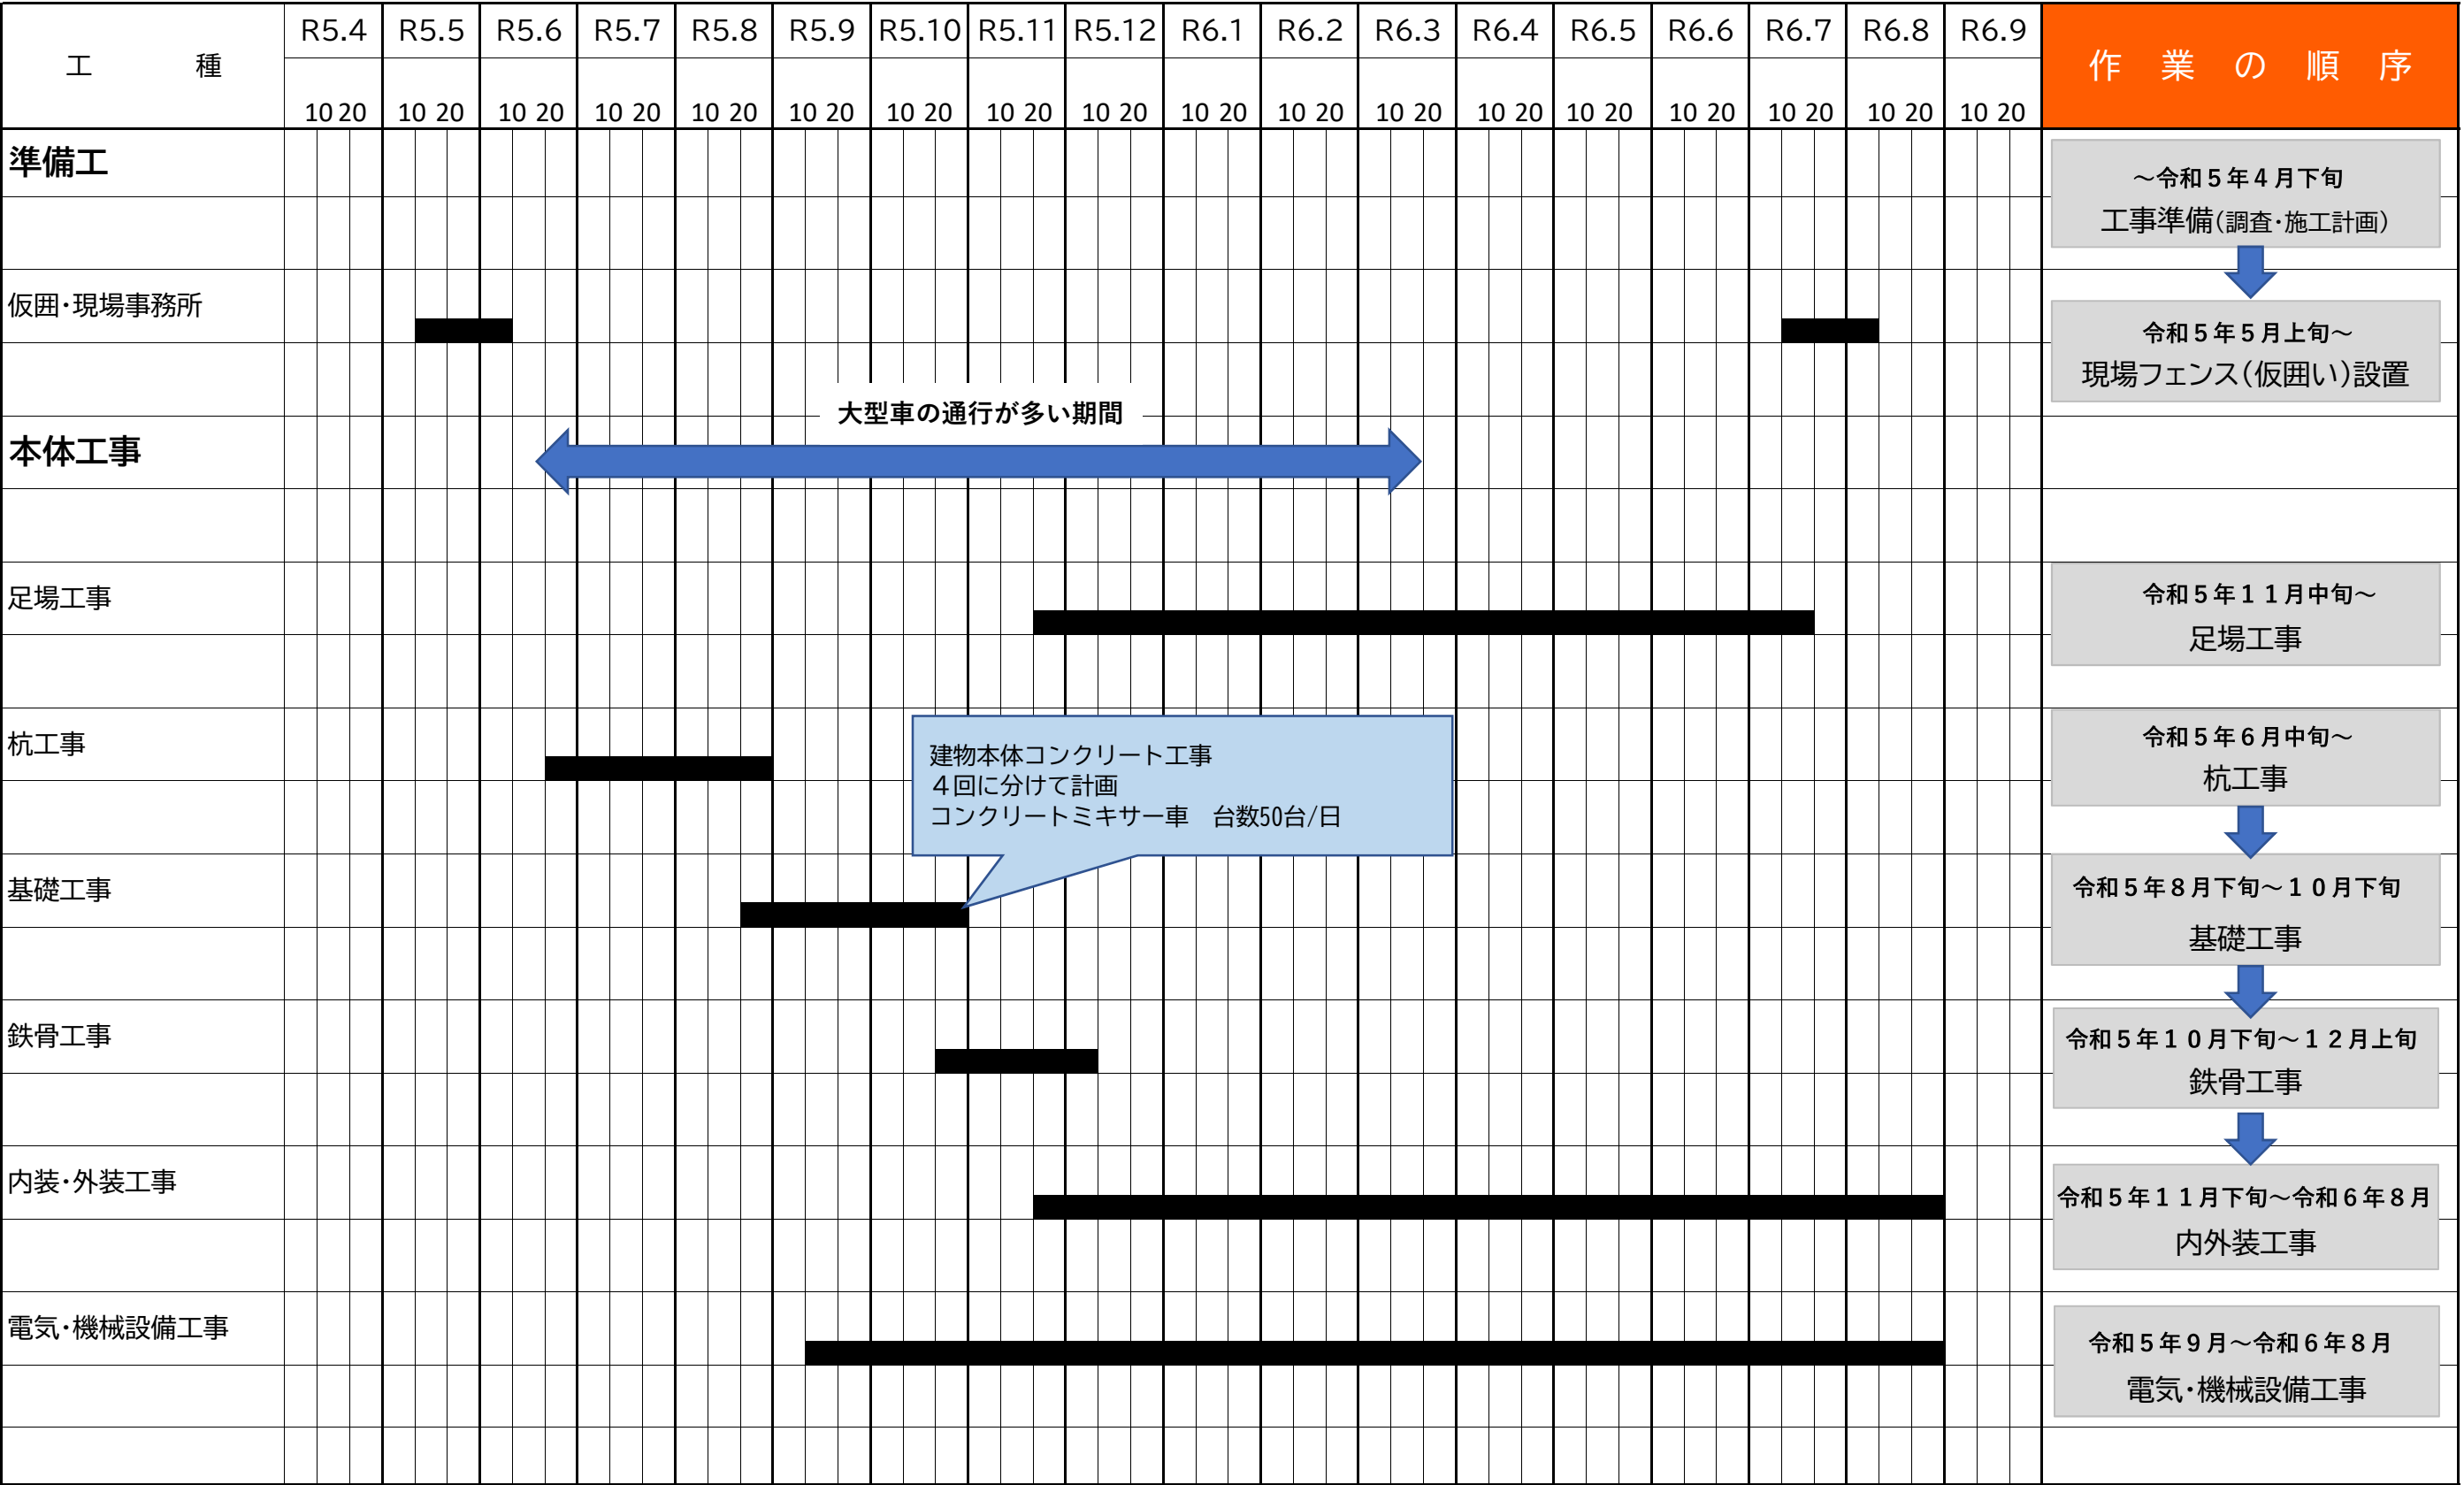 工　　種
R5.4 R5.5 R5.6 R5.7 R5.8 R5.9 R5.10 R5.11 R5.12 R6.1 R6.2 R6.3 R6.4 R6.5 R6.6 R6.7 R6.8 R6.9
作　業　の　順　序
10 20 10 20 10 20 10 20 10 20 10 20 10 20 10 20 10 20 10 20 10 20 10 20 10 20 10 20 10 20 10 20 10 20 10 20
準備工
～令和５年４月下旬
工事準備（調査・施工計画）
仮囲・現場事務所
令和５年５月上旬～
現場フェンス（仮囲い）設置
大型車の通行が多い期間
本体工事
足場工事
令和５年１１月中旬～
足場工事
杭工事
令和５年６月中旬～
杭工事
建物本体コンクリート工事
４回に分けて計画
コンクリートミキサー車　台数50台/日
基礎工事
令和５年８月下旬～１０月下旬
基礎工事
鉄骨工事
令和５年１０月下旬～１２月上旬
鉄骨工事
内装・外装工事
令和５年１１月下旬～令和６年８月
内外装工事
電気・機械設備工事
令和５年９月～令和６年８月
電気・機械設備工事